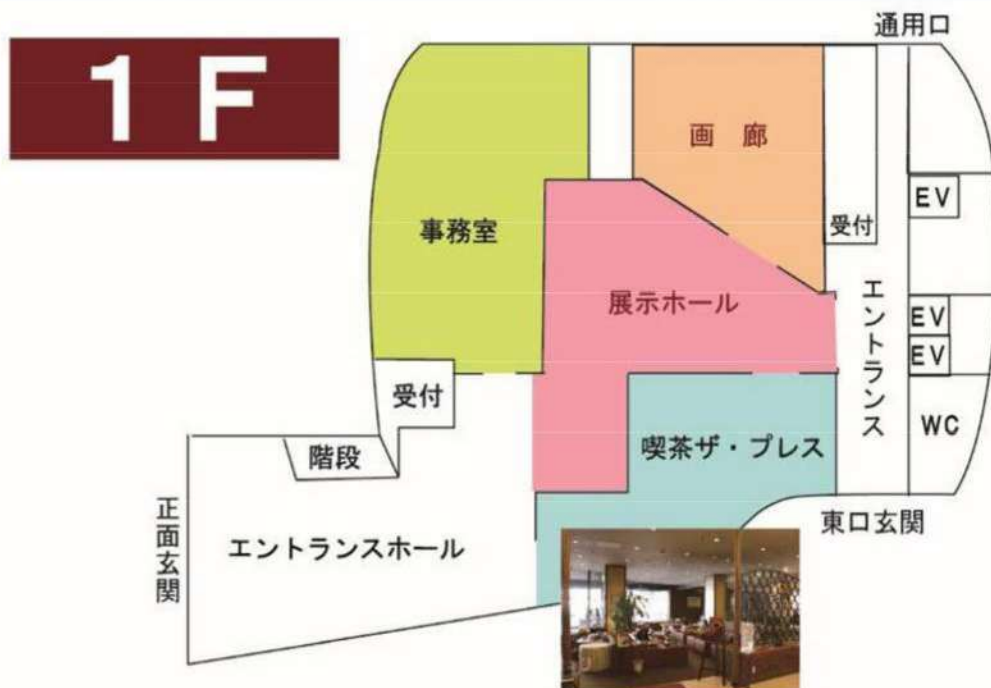 1F
通用口
画 廊
EV
事務室
受付
展示ホール
エントランス
EV
EV
受付
喫茶ザ・プレス
WC
階段
正面玄関
エントランスホール
東口玄関